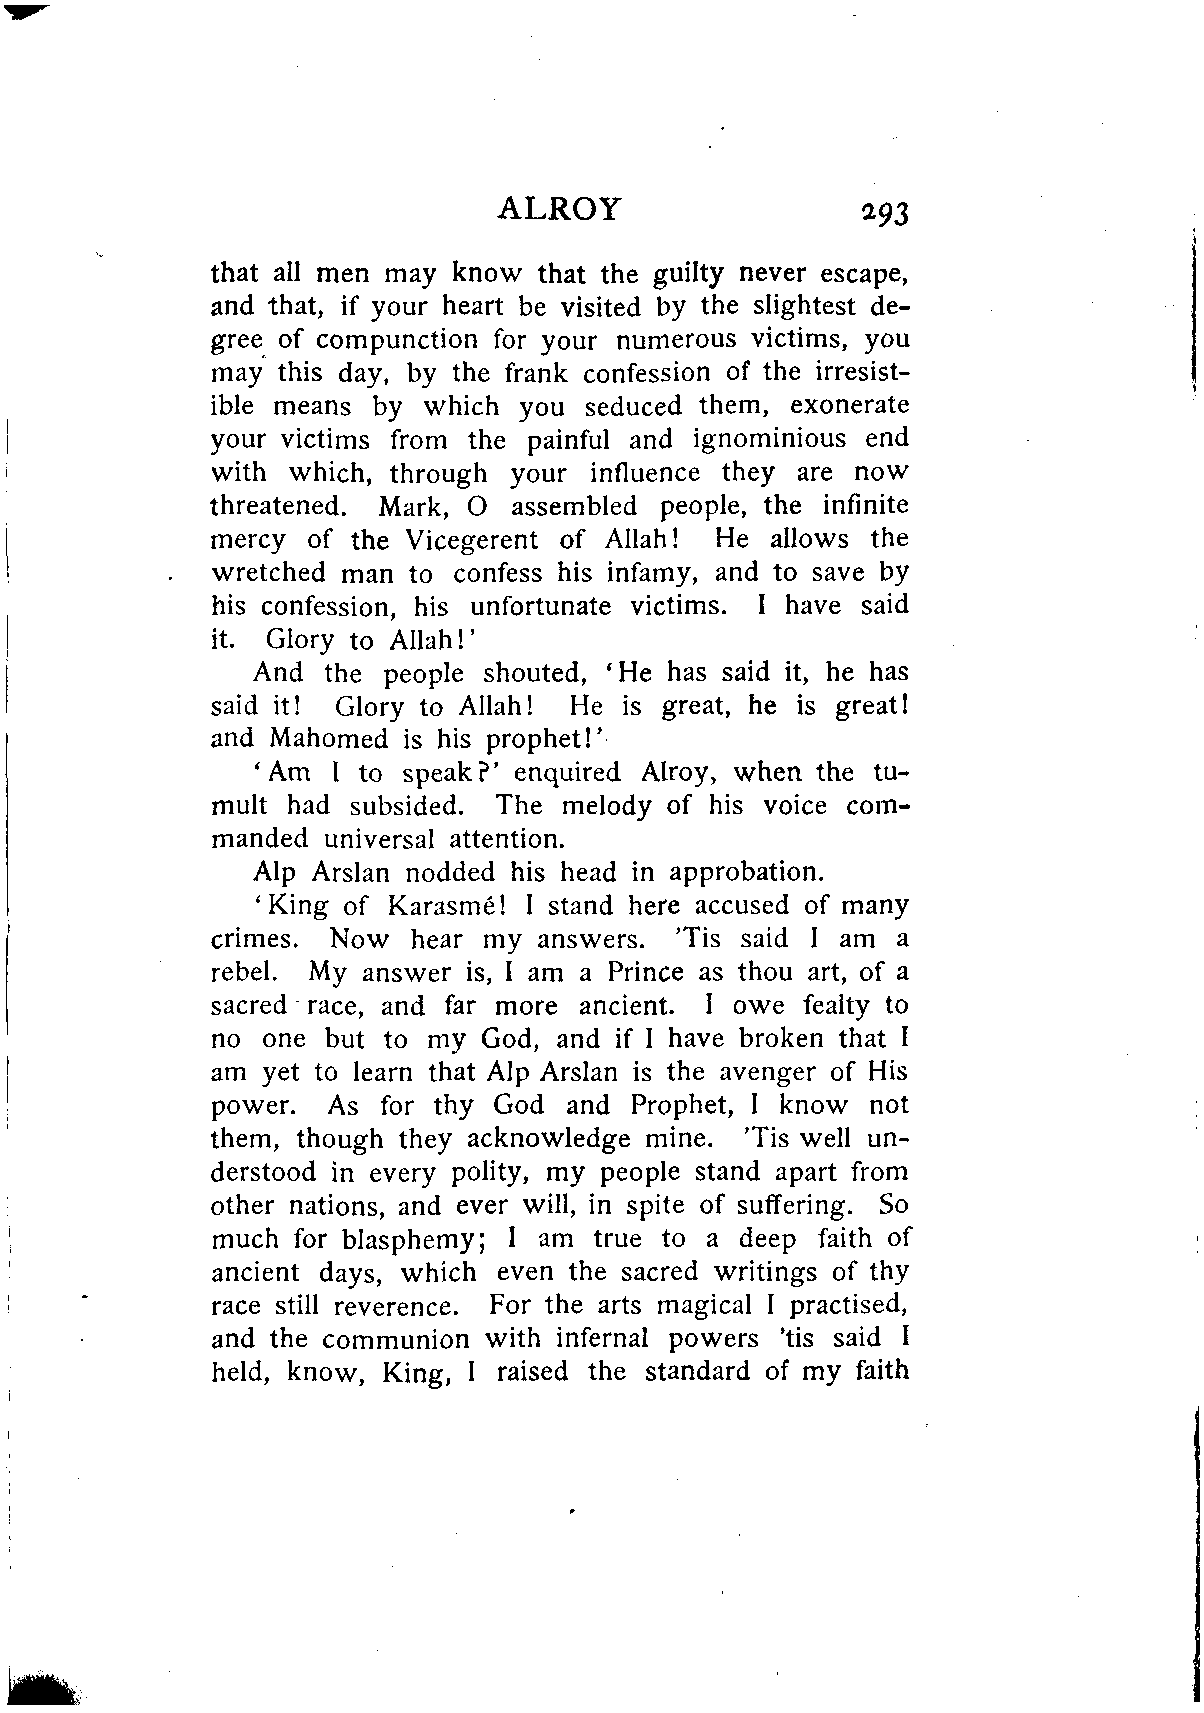 ALROY 293
that all men may know that the guilty never escape,
and that, if your heart be visited by the slightest de-
gree of compunction for your numerous victims, you
may this day, by the frank confession of the irresist-
ible means by which you seduced them, exonerate
your victims from the painful and ignominious end
with which, through your influence they are now
threatened. Mark, O assembled people, the infinite
mercy of the Vicegerent of Allah! He allows the
wretched man to confess his infamy, and to save by
his confession, his unfortunate victims. I have said
it. Glory to Allah!'
And the people shouted, 'He has said it, he has
said it! Glory to Allah! He is great, he is great!
and Mahomed is his prophet!'
'Am I to speak?' enquired Alroy, when the tu-
mult had subsided. The melody of his voice com-
manded universal attention.
Alp Arslan nodded his head in approbation.
'King of Karasmé! I stand here accused of many
crimes. Now hear my answers. 'Tis said I am a
rebel. My answer is, I am a Prince as thou art, of a
sacred race, and far more ancient. I owe fealty to
no one but to my God, and if I have broken that I
am yet to learn that Alp Arslan is the avenger of His
power. As for thy God and Prophet, I know not
them, though they acknowledge mine. 'Tis well un-
derstood in every polity, my people stand apart from
other nations, and ever will, in spite of suffering. So
much for blasphemy; I am true to a deep faith of
ancient days, which even the sacred writings of thy
race still reverence. For the arts magical I practised,
and the communion with infernal powers 'tis said I
held, know, King, I raised the standard of my faith